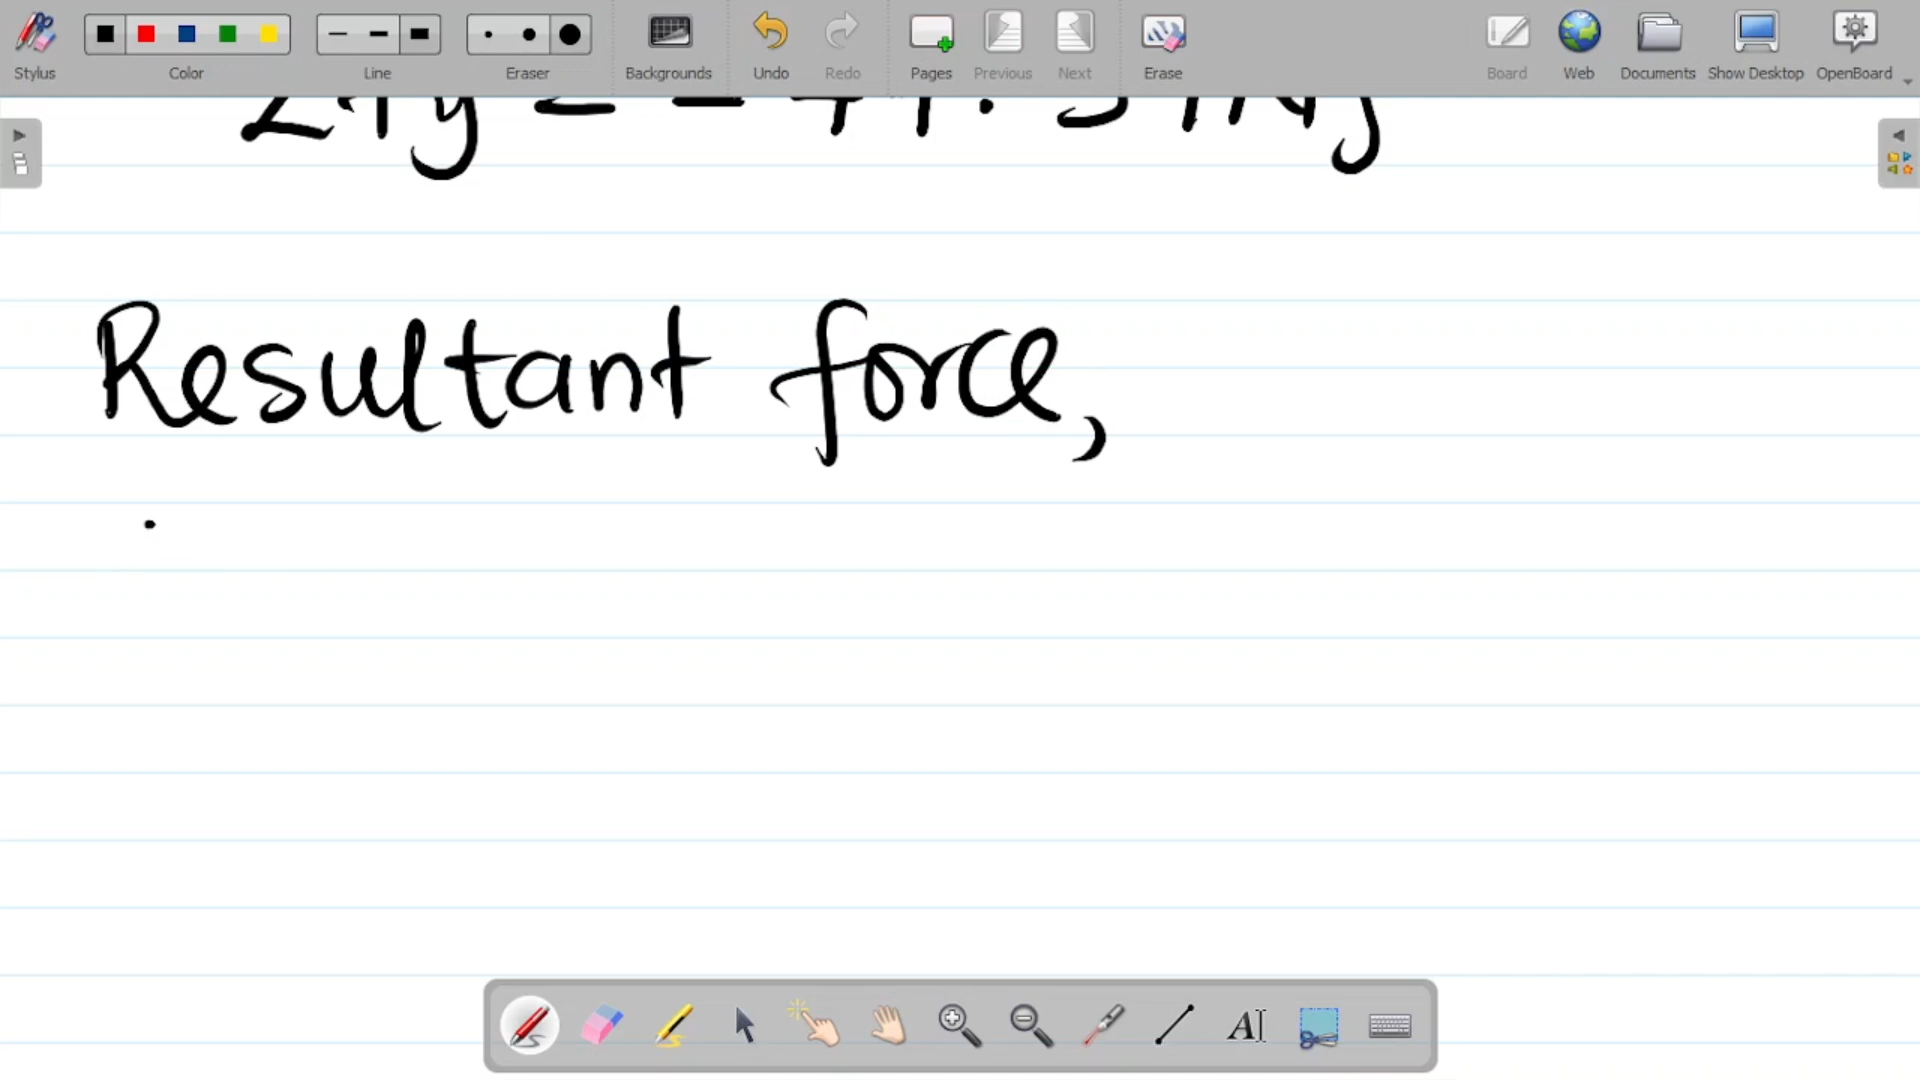 Stylus Color Line Eraser Backgrounds Undo Redo Pages Previous Next Erase Board Web Documents Show Desktop OpenBoard
Resultant force,